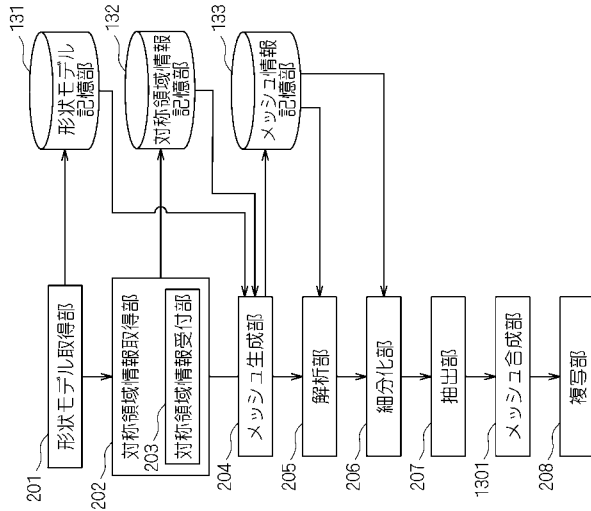 131
形状モデル
記憶部
132
対称領域情報
記憶部
133
メッシュ情報
記憶部
201
形状モデル取得部
202
対称領域情報取得部
203
対称領域情報受付部
204
メッシュ生成部
205
解析部
206
細分化部
207
抽出部
1301
メッシュ合成部
208
複写部